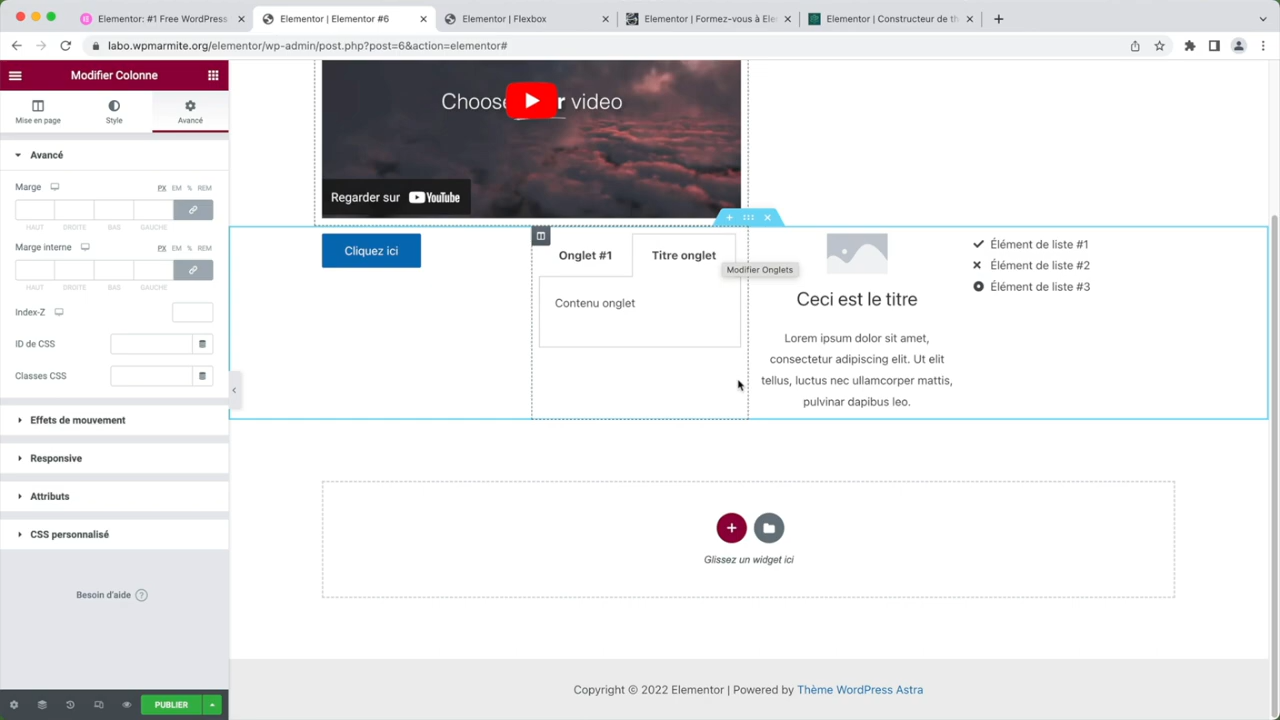 Elementor: #1 Free WordPress
Elementor | Elementor #6
Elementor | Flexbox
Elementor | Formez-vous à Ele
Elementor | Constructeur de th
labo.wpmarmite.org/elementor/wp-admin/post.php?post=6&action=elementor#
Modifier Colonne
Mise en page
Style
Avancé
Avancé
Marge
PX EM % REM
HAUT DROITE BAS GAUCHE
Marge interne
PX EM % REM
HAUT DROITE BAS GAUCHE
Index-Z
ID de CSS
Classes CSS
Effets de mouvement
Responsive
Attributs
CSS personnalisé
Besoin d'aide ?
PUBLIER
Choose video
Regarder sur YouTube
Cliquez ici
Onglet #1
Titre onglet
Modifier Onglets
Contenu onglet
Ceci est le titre
Lorem ipsum dolor sit amet,
consectetur adipiscing elit. Ut elit
tellus, luctus nec ullamcorper mattis,
pulvinar dapibus leo.
Élément de liste #1
Élément de liste #2
Élément de liste #3
Glissez un widget ici
Copyright © 2022 Elementor | Powered by Thème WordPress Astra